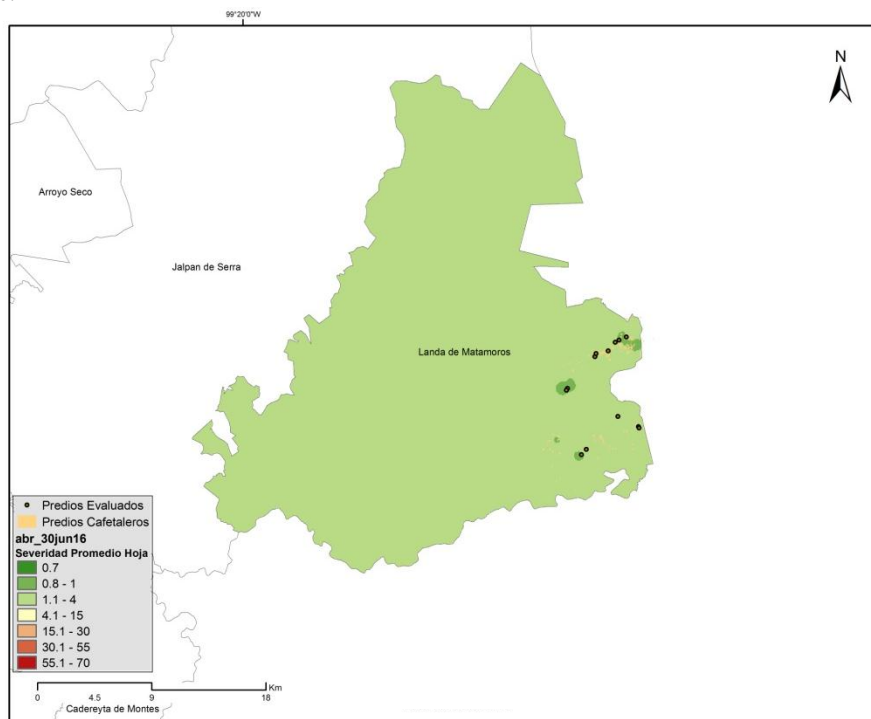 99°20'0"W
N
Arroyo Seco
Jalpan de Serra
Landa de Matamoros
Predios Evaluados
Predios Cafetaleros
abr_30jun16
Severidad Promedio Hoja
0.7
0.8 - 1
1.1 - 4
4.1 - 15
15.1 - 30
30.1 - 55
55.1 - 70
Km
0 4.5 9 18
Cadereyta de Montes